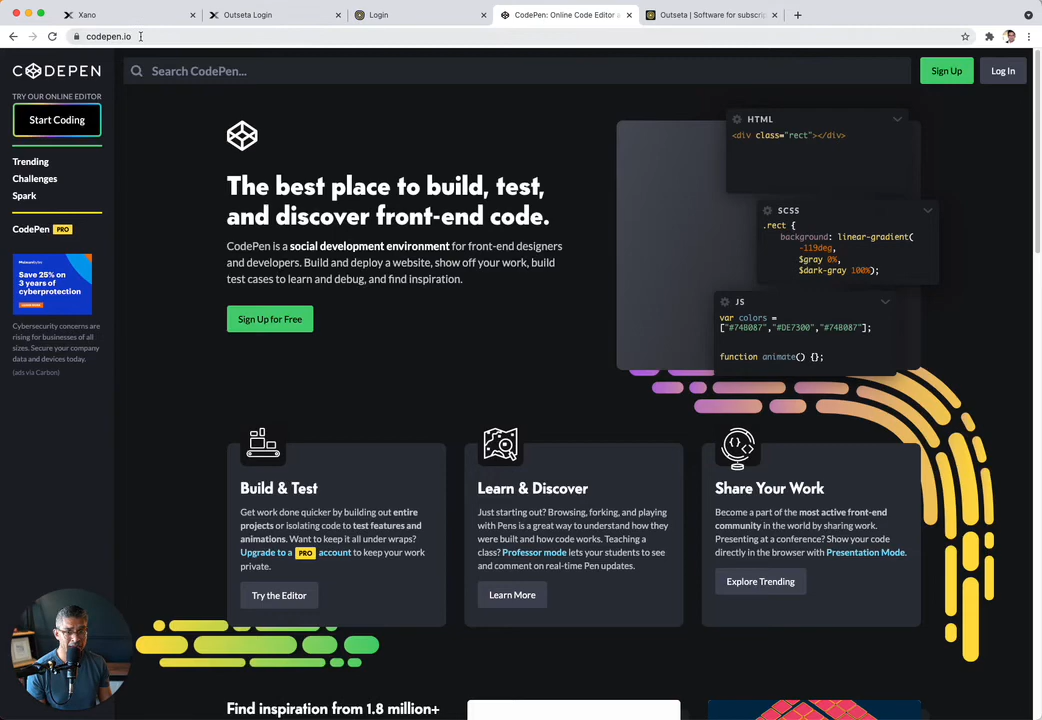 Xano
Outseta Login
Login
CodePen: Online Code Editor a
Outseta | Software for subscrip
codepen.io
CODEPEN
Search CodePen...
Sign Up
Log In
TRY OUR ONLINE EDITOR
Start Coding
Trending
Challenges
Spark
CodePen PRO
Save 25% on
3 years of
cyberprotection
Cybersecurity concerns are
rising for businesses of all
sizes. Secure your company
data and devices today.
(ads via Carbon)
The best place to build, test,
and discover front-end code.
CodePen is a social development environment for front-end designers
and developers. Build and deploy a website, show off your work, build
test cases to learn and debug, and find inspiration.
Sign Up for Free
HTML
<div class="rect"></div>
SCSS
.rect {
background: linear-gradient(
-119deg,
$gray 0%,
$dark-gray 100%);
JS
var colors =
["#74B087","#DE7300","#74B087"];
function animate() {};
Build & Test
Get work done quicker by building out entire
projects or isolating code to test features and
animations. Want to keep it all under wraps?
Upgrade to a PRO account to keep your work
private.
Try the Editor
Learn & Discover
Just starting out? Browsing, forking, and playing
with Pens is a great way to understand how they
were built and how code works. Teaching a
class? Professor mode lets your students to see
and comment on real-time Pen updates.
Learn More
Share Your Work
Become a part of the most active front-end
community in the world by sharing work.
Presenting at a conference? Show your code
directly in the browser with Presentation Mode.
Explore Trending
Find inspiration from 1.8 million+